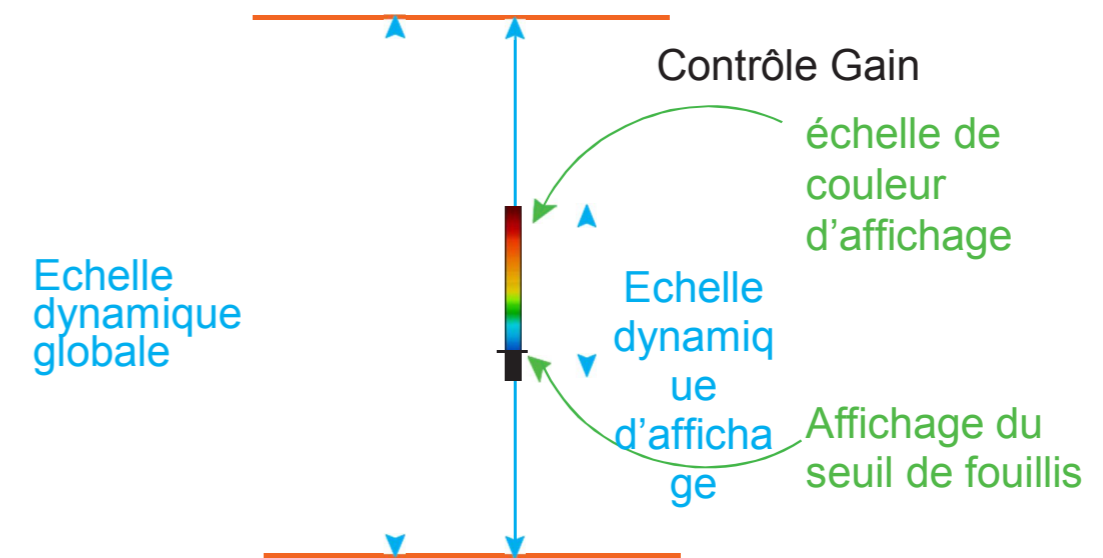 Contrôle Gain
échelle de
couleur
d’affichage
Echelle
dynamique
globale
Echelle
dynamiq
ue
d’afficha
ge
Affichage du
seuil de fouillis